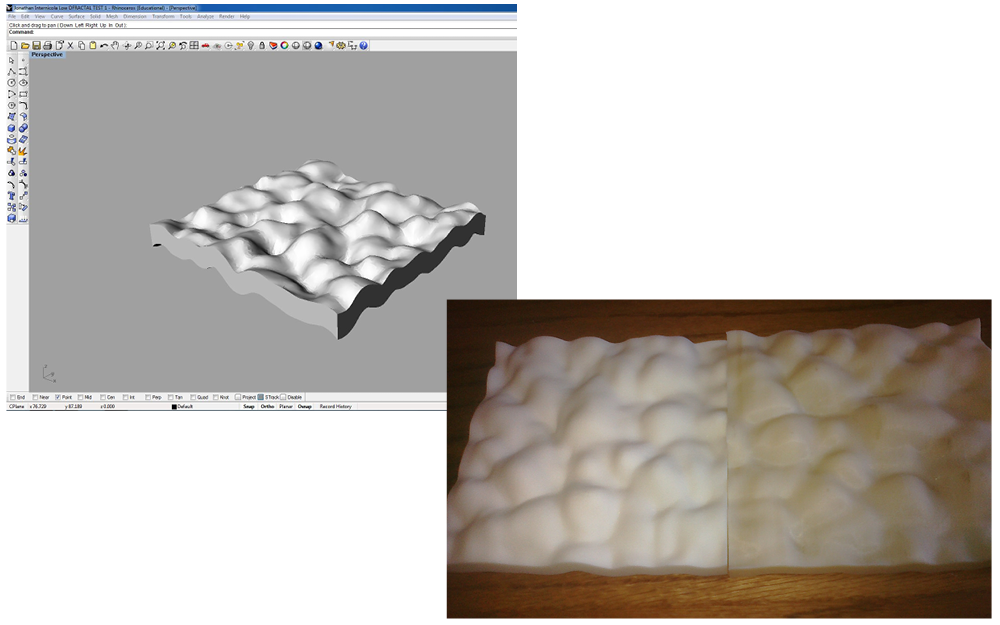 Jonathan Internicola Loss DFRACTAL TEST 1 - Rhinoceros (Educational) - [Perspective]
File Edit View Curve Surface Solid Mesh Dimension Transform Tools Analyze Render Help
Click and drag to pan ( Down Left Right Up In Out ):
Command:
Perspective
End Near Point Mid Cen Int Perp Tan Quad Knot Project STrack Disable
CPlane x 76.729 y 67.189 z 0.000 Default Snap Ortho Planar Osnap Record History